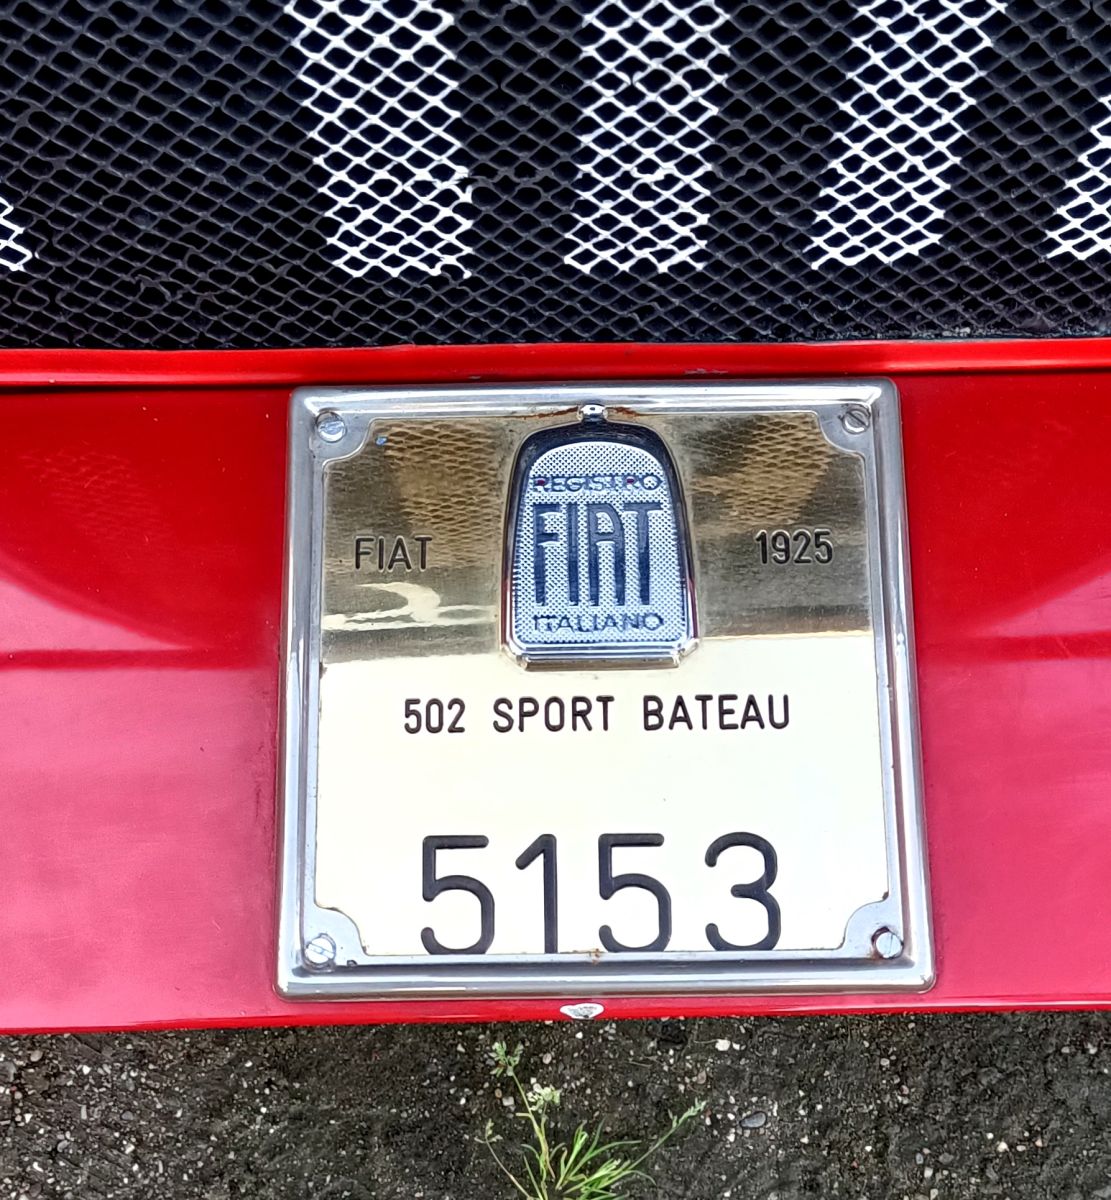 REGISTRO
FIAT
ITALIANO
FIAT 1925
502 SPORT BATEAU
5153